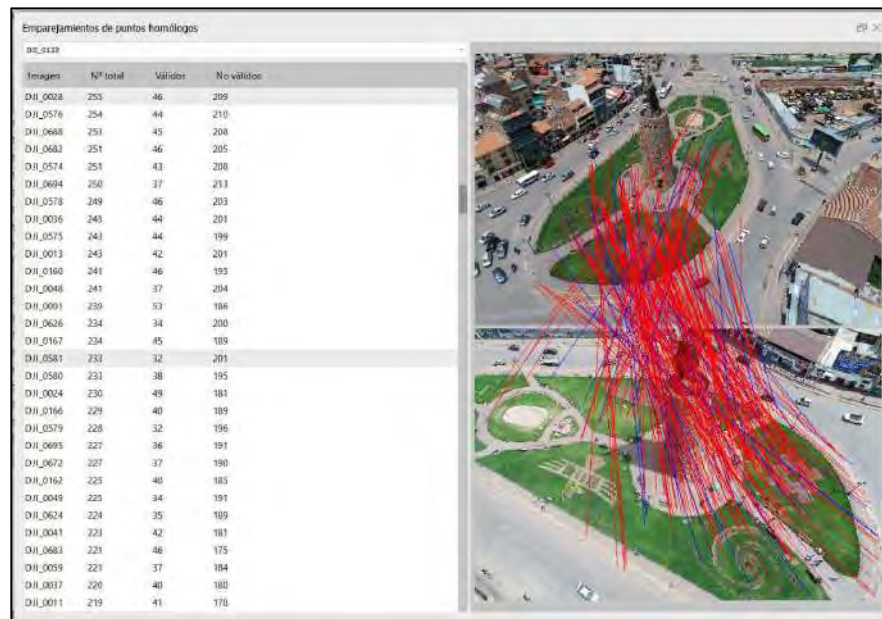 Emparejamientos de puntos homólogos
DJI_0132
Imagen Nº total Válidos No válidos
DJI_0028 255 46 209
DJI_0576 254 44 210
DJI_0688 253 45 208
DJI_0682 251 46 205
DJI_0574 251 43 208
DJI_0694 250 37 213
DJI_0578 249 46 203
DJI_0036 245 44 201
DJI_0575 243 44 199
DJI_0013 243 42 201
DJI_0160 241 46 195
DJI_0048 241 37 204
DJI_0001 239 53 186
DJI_0626 234 34 200
DJI_0167 234 45 189
DJI_0581 233 32 201
DJI_0580 233 38 195
DJI_0024 230 49 181
DJI_0166 229 40 189
DJI_0579 228 32 196
DJI_0695 227 36 191
DJI_0672 227 37 190
DJI_0162 225 40 185
DJI_0049 225 34 191
DJI_0624 224 35 189
DJI_0041 223 42 181
DJI_0683 221 46 175
DJI_0059 221 37 184
DJI_0037 220 40 180
DJI_0011 219 41 178